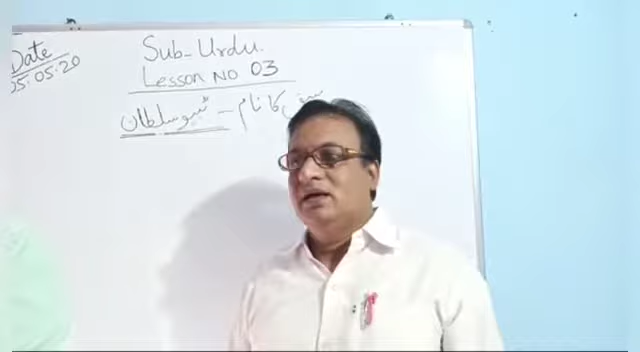 Date
05.05.20
Sub-Urdu.
Lesson No 03
سبق کا نام - ٹیپو سلطان